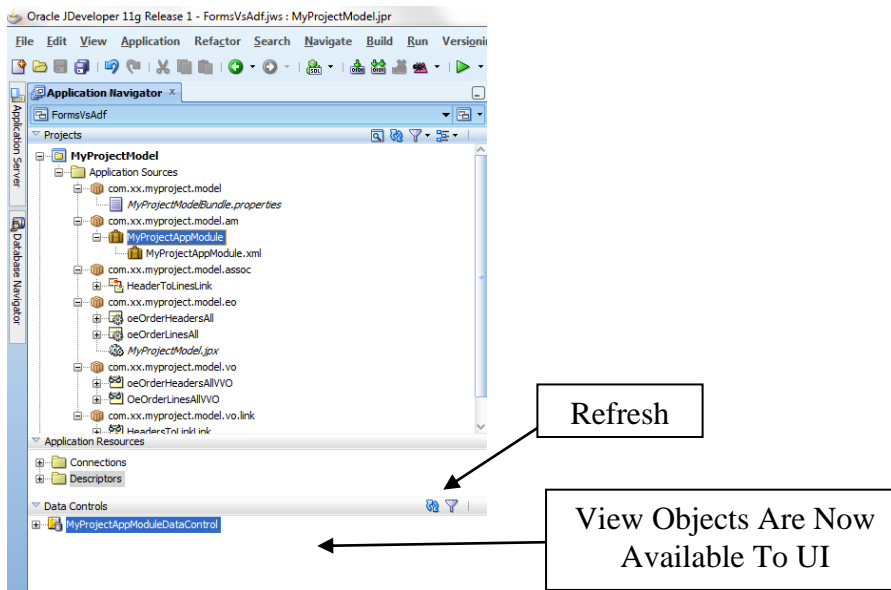 Oracle JDeveloper 11g Release 1 - FormsVsAdf.jws : MyProjectModel.jpr
File Edit View Application Refactor Search Navigate Build Run Versioni
Application Navigator
FormsVsAdf
Projects
Application Server
Database Navigator
MyProjectModel
Application Sources
com.xx.myproject.model
MyProjectModelBundle.properties
com.xx.myproject.model.am
MyProjectAppModule
MyProjectAppModule.xml
com.xx.myproject.model.assoc
HeaderToLinesLink
com.xx.myproject.model.eo
oeOrderHeadersAll
oeOrderLinesAll
MyProjectModel.jpx
com.xx.myproject.model.vo
oeOrderHeadersAllVVO
OeOrderLinesAllVVO
com.xx.myproject.model.vo.link
HeadersToLinkLink
Application Resources
Connections
Descriptors
Data Controls
MyProjectAppModuleDataControl
Refresh
View Objects Are Now
Available To UI